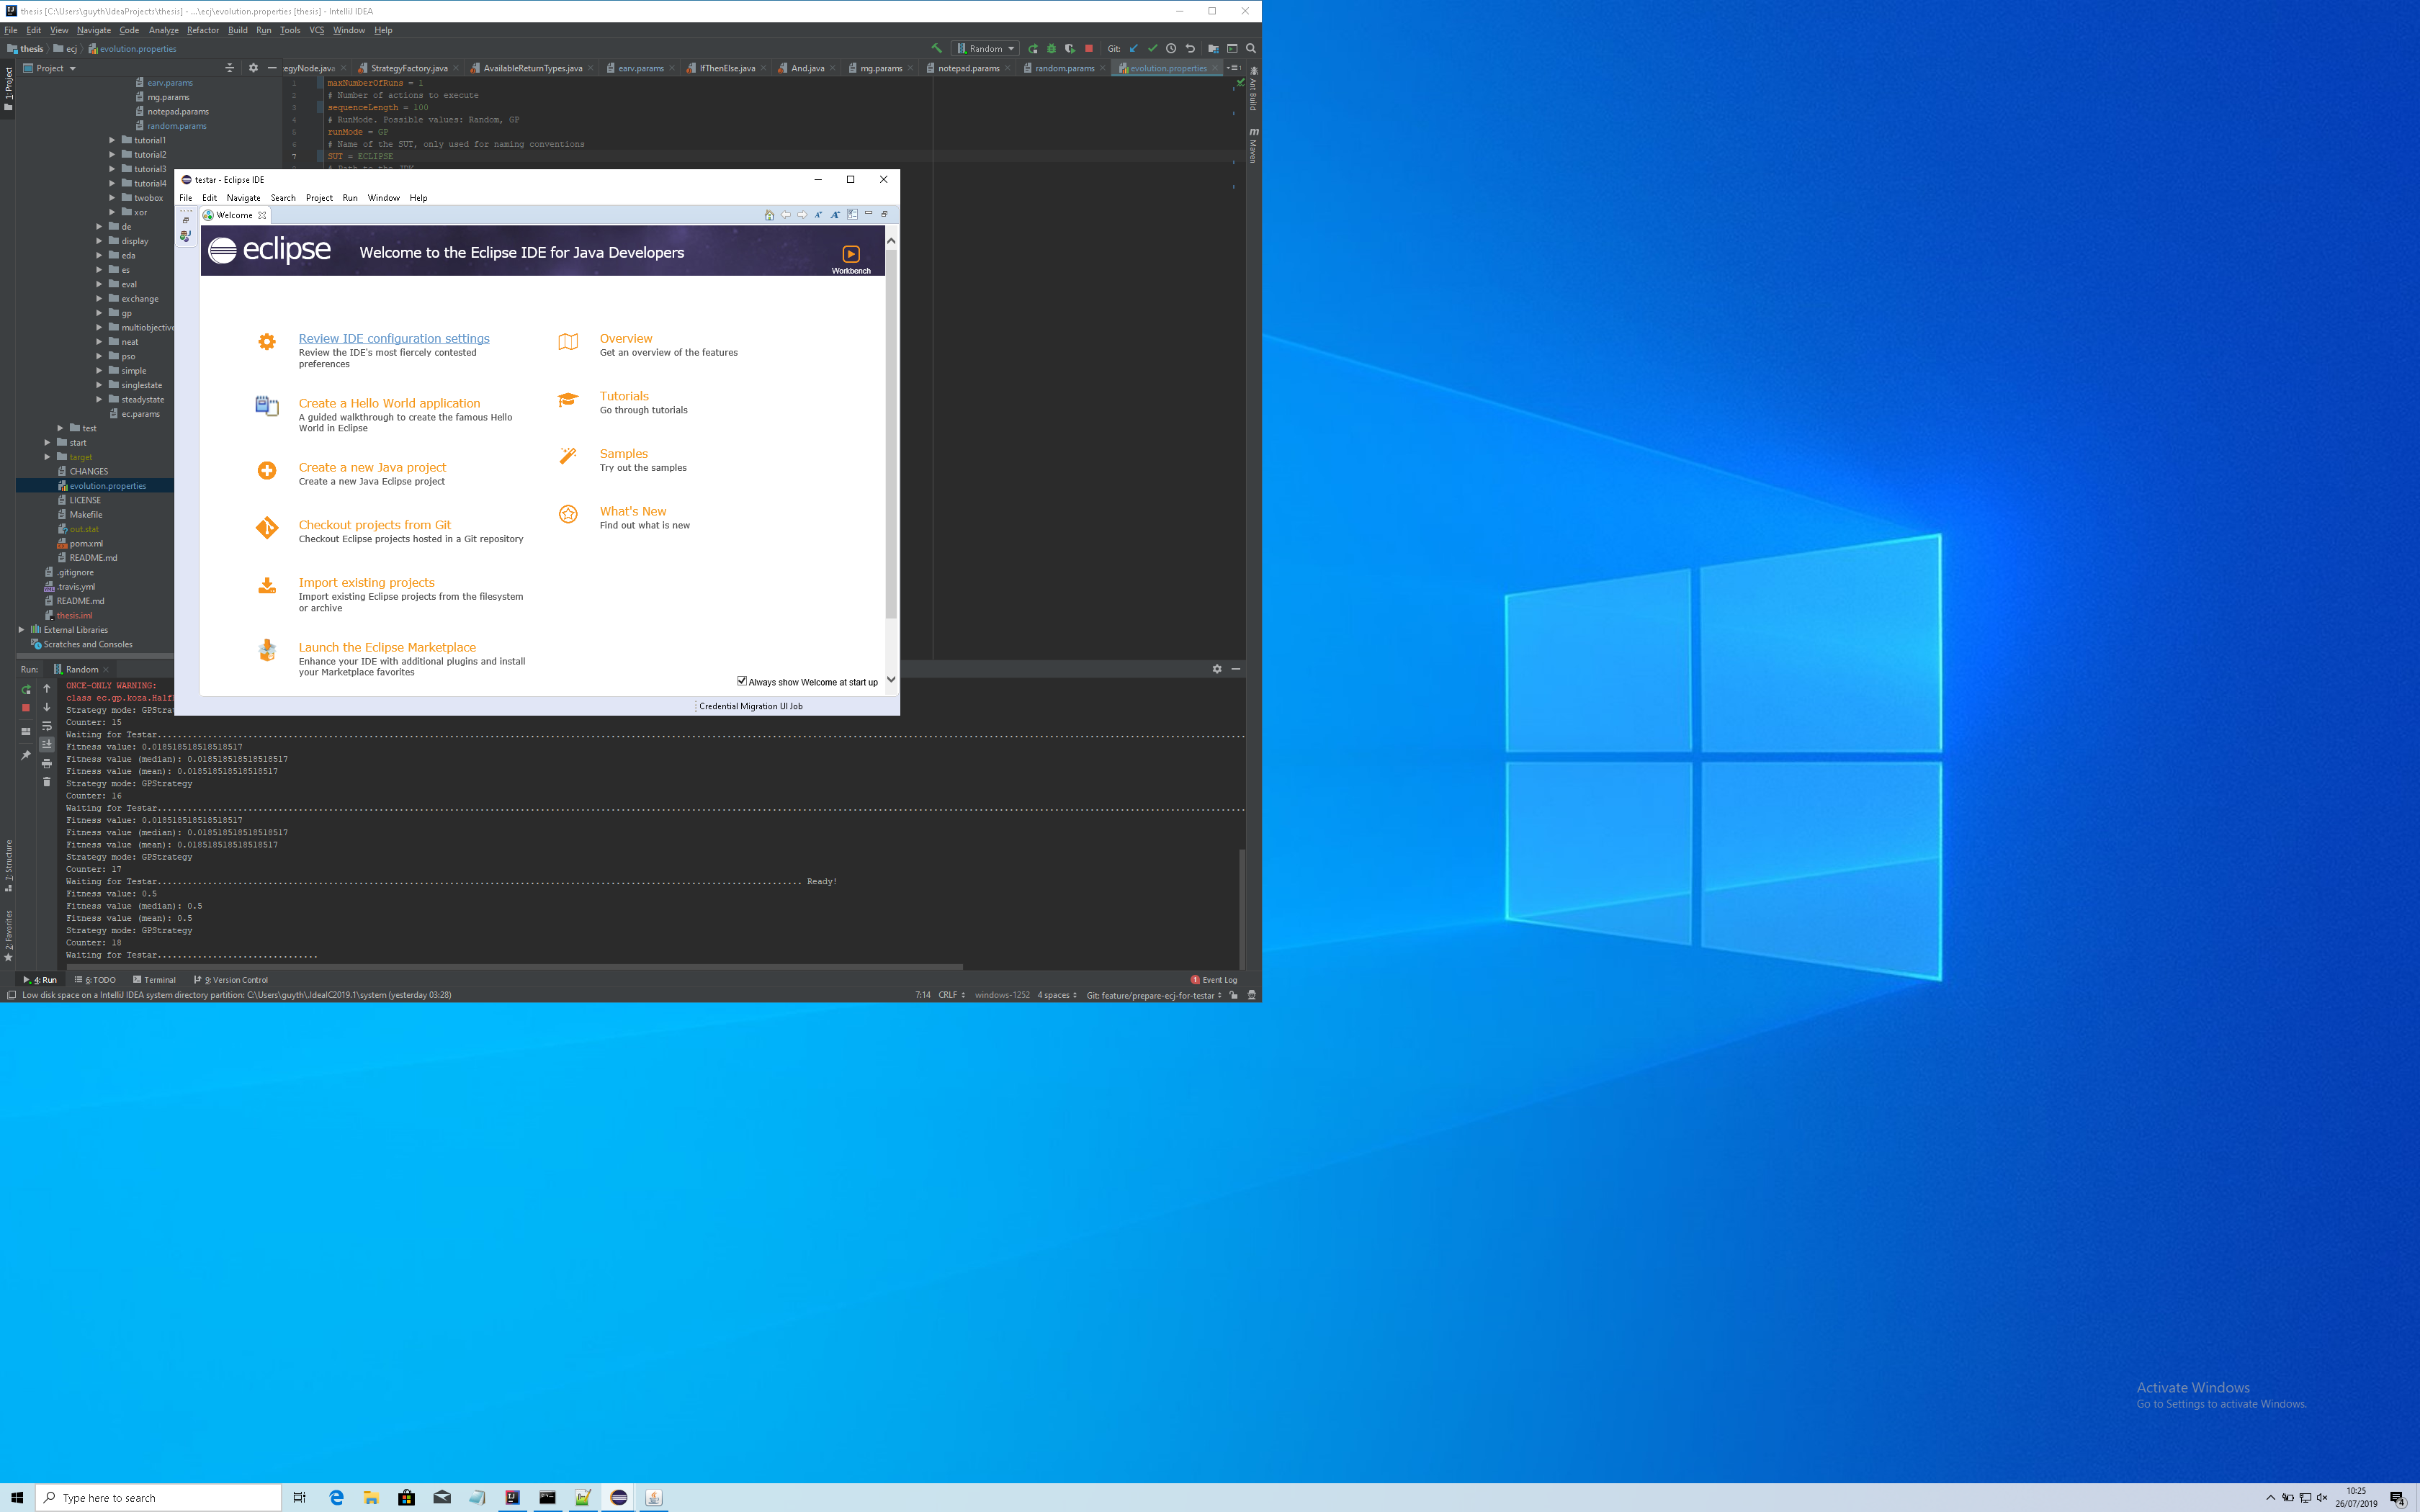 thesis [C:\Users\guyth\IdeaProjects\thesis] - ...\ecj\evolution.properties [thesis] - IntelliJ IDEA
File Edit View Navigate Code Analyze Refactor Build Run Tools VCS Window Help
thesis ecj evolution.properties
Random Git:
Project
egyNode.java StrategyFactory.java AvailableReturnTypes.java earv.params IfThenElse.java And.java mg.params notepad.params random.params evolution.properties
1: Project
Ant Build
Maven
earv.params
mg.params
notepad.params
random.params
tutorial1
tutorial2
tutorial3
tutorial4
twobox
xor
de
display
eda
es
eval
exchange
gp
multiobjective
neat
pso
simple
singlestate
steadystate
ec.params
test
start
target
CHANGES
evolution.properties
LICENSE
Makefile
out.stat
pom.xml
README.md
.gitignore
.travis.yml
README.md
thesis.iml
External Libraries
Scratches and Consoles
1 maxNumberOfRuns = 1
2 # Number of actions to execute
3 sequenceLength = 100
4 # RunMode. Possible values: Random, GP
5 runMode = GP
6 # Name of the SUT, only used for naming conventions
7 SUT = ECLIPSE
testar - Eclipse IDE
File Edit Navigate Search Project Run Window Help
Welcome
eclipse Welcome to the Eclipse IDE for Java Developers
Workbench
Review IDE configuration settings
Review the IDE's most fiercely contested
preferences
Create a Hello World application
A guided walkthrough to create the famous Hello
World in Eclipse
Create a new Java project
Create a new Java Eclipse project
Checkout projects from Git
Checkout Eclipse projects hosted in a Git repository
Import existing projects
Import existing Eclipse projects from the filesystem
or archive
Launch the Eclipse Marketplace
Enhance your IDE with additional plugins and install
your Marketplace favorites
Overview
Get an overview of the features
Tutorials
Go through tutorials
Samples
Try out the samples
What's New
Find out what is new
Always show Welcome at start up
Credential Migration UI Job
Run: Random
ONCE-ONLY WARNING:
class ec.gp.koza.Half
Strategy mode: GPStra
Counter: 15
Waiting for Testar
Fitness value: 0.018518518518518517
Fitness value (median): 0.018518518518518517
Fitness value (mean): 0.018518518518518517
Strategy mode: GPStrategy
Counter: 16
Waiting for Testar
Fitness value: 0.018518518518518517
Fitness value (median): 0.018518518518518517
Fitness value (mean): 0.018518518518518517
Strategy mode: GPStrategy
Counter: 17
Waiting for Testar................ Ready!
Fitness value: 0.5
Fitness value (median): 0.5
Fitness value (mean): 0.5
Strategy mode: GPStrategy
Counter: 18
Waiting for Testar................................
7: Structure
2: Favorites
4: Run 6: TODO Terminal 9: Version Control 1 Event Log
Low disk space on a IntelliJ IDEA system directory partition: C:\Users\guyth\.IdeaIC2019.1\system (yesterday 03:28) 7:14 CRLF windows-1252 4 spaces Git: feature/prepare-ecj-for-testar
Activate Windows
Go to Settings to activate Windows.
Type here to search
10:25
26/07/2019
4